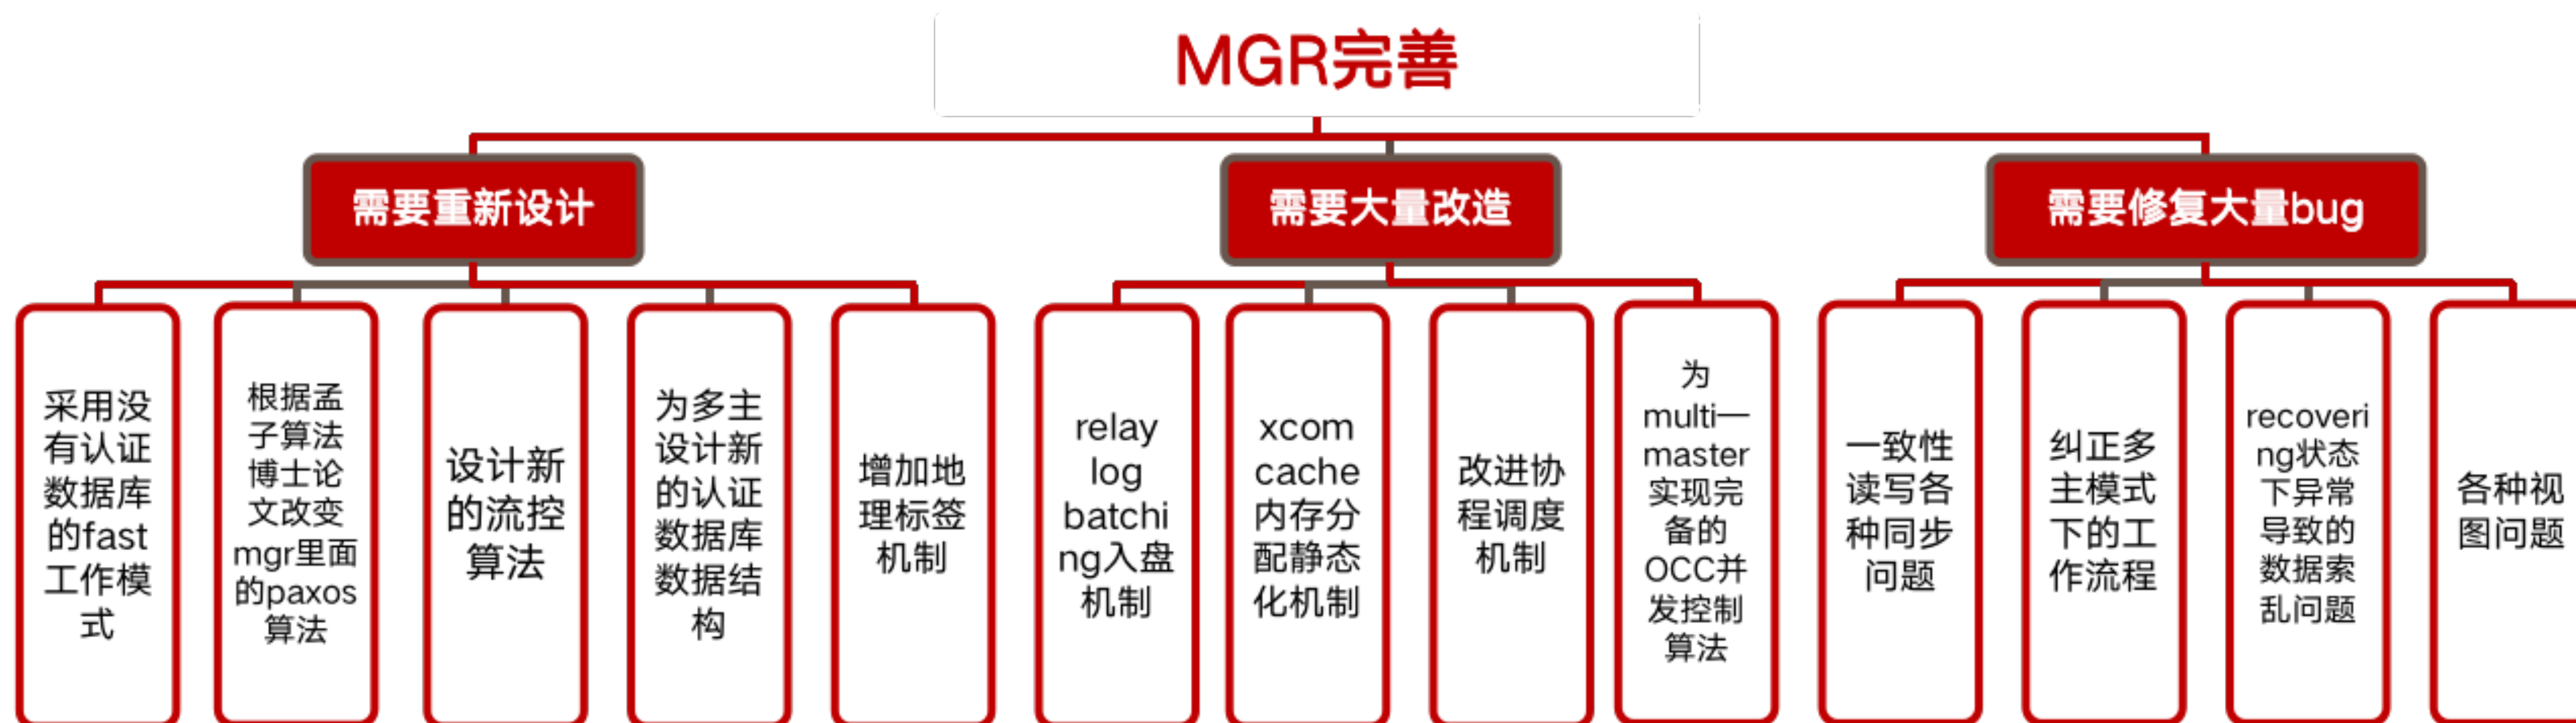 MGR完善
需要重新设计
需要大量改造
需要修复大量bug
采用没
有认证
数据库
的fast
工作模
式
根据孟
子算法
博士论
文改变
mgr里面
的paxos
算法
设计新
的流控
算法
为多主
设计新
的认证
数据库
数据结
构
增加地
理标签
机制
relay
log
batchi
ng入盘
机制
xcom
cache
内存分
配静态
化机制
改进协
程调度
机制
为
multi—
master
实现完
备的
OCC并
发控制
算法
一致性
读写各
种同步
问题
纠正多
主模式
下的工
作流程
recoveri
ng状态
下异常
导致的
数据索
乱问题
各种视
图问题